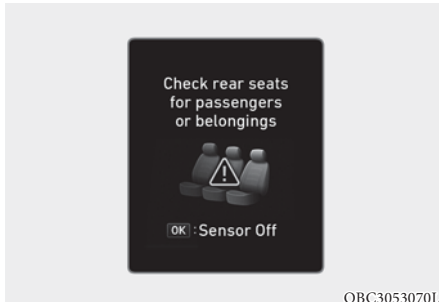 Check rear seats
for passengers
or belongings
OK : Sensor Off
OBC3053070L